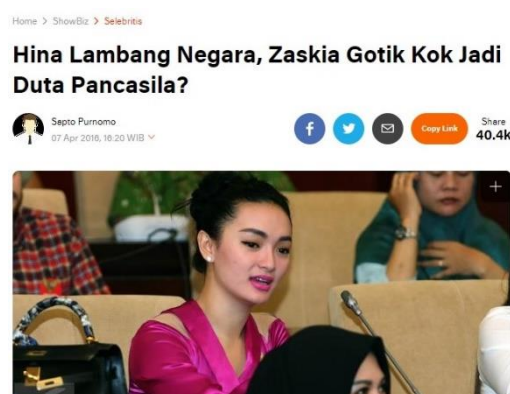 Home > ShowBiz > Selebritis
Hina Lambang Negara, Zaskia Gotik Kok Jadi
Duta Pancasila?
Septo Purnomo
07 Apr 2016, 16:20 WIB
Copy Link
Share
40.4k